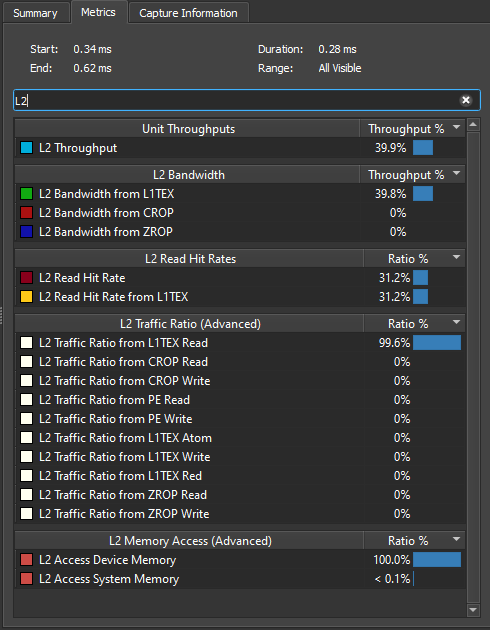 Summary Metrics Capture Information
Start: 0.34 ms Duration: 0.28 ms
End: 0.62 ms Range: All Visible
L2
Unit Throughputs Throughput %
L2 Throughput 39.9%
L2 Bandwidth Throughput %
L2 Bandwidth from L1TEX 39.8%
L2 Bandwidth from CROP 0%
L2 Bandwidth from ZROP 0%
L2 Read Hit Rates Ratio %
L2 Read Hit Rate 31.2%
L2 Read Hit Rate from L1TEX 31.2%
L2 Traffic Ratio (Advanced) Ratio %
L2 Traffic Ratio from L1TEX Read 99.6%
L2 Traffic Ratio from CROP Read 0%
L2 Traffic Ratio from CROP Write 0%
L2 Traffic Ratio from PE Read 0%
L2 Traffic Ratio from PE Write 0%
L2 Traffic Ratio from L1TEX Atom 0%
L2 Traffic Ratio from L1TEX Write 0%
L2 Traffic Ratio from L1TEX Red 0%
L2 Traffic Ratio from ZROP Read 0%
L2 Traffic Ratio from ZROP Write 0%
L2 Memory Access (Advanced) Ratio %
L2 Access Device Memory 100.0%
L2 Access System Memory < 0.1%